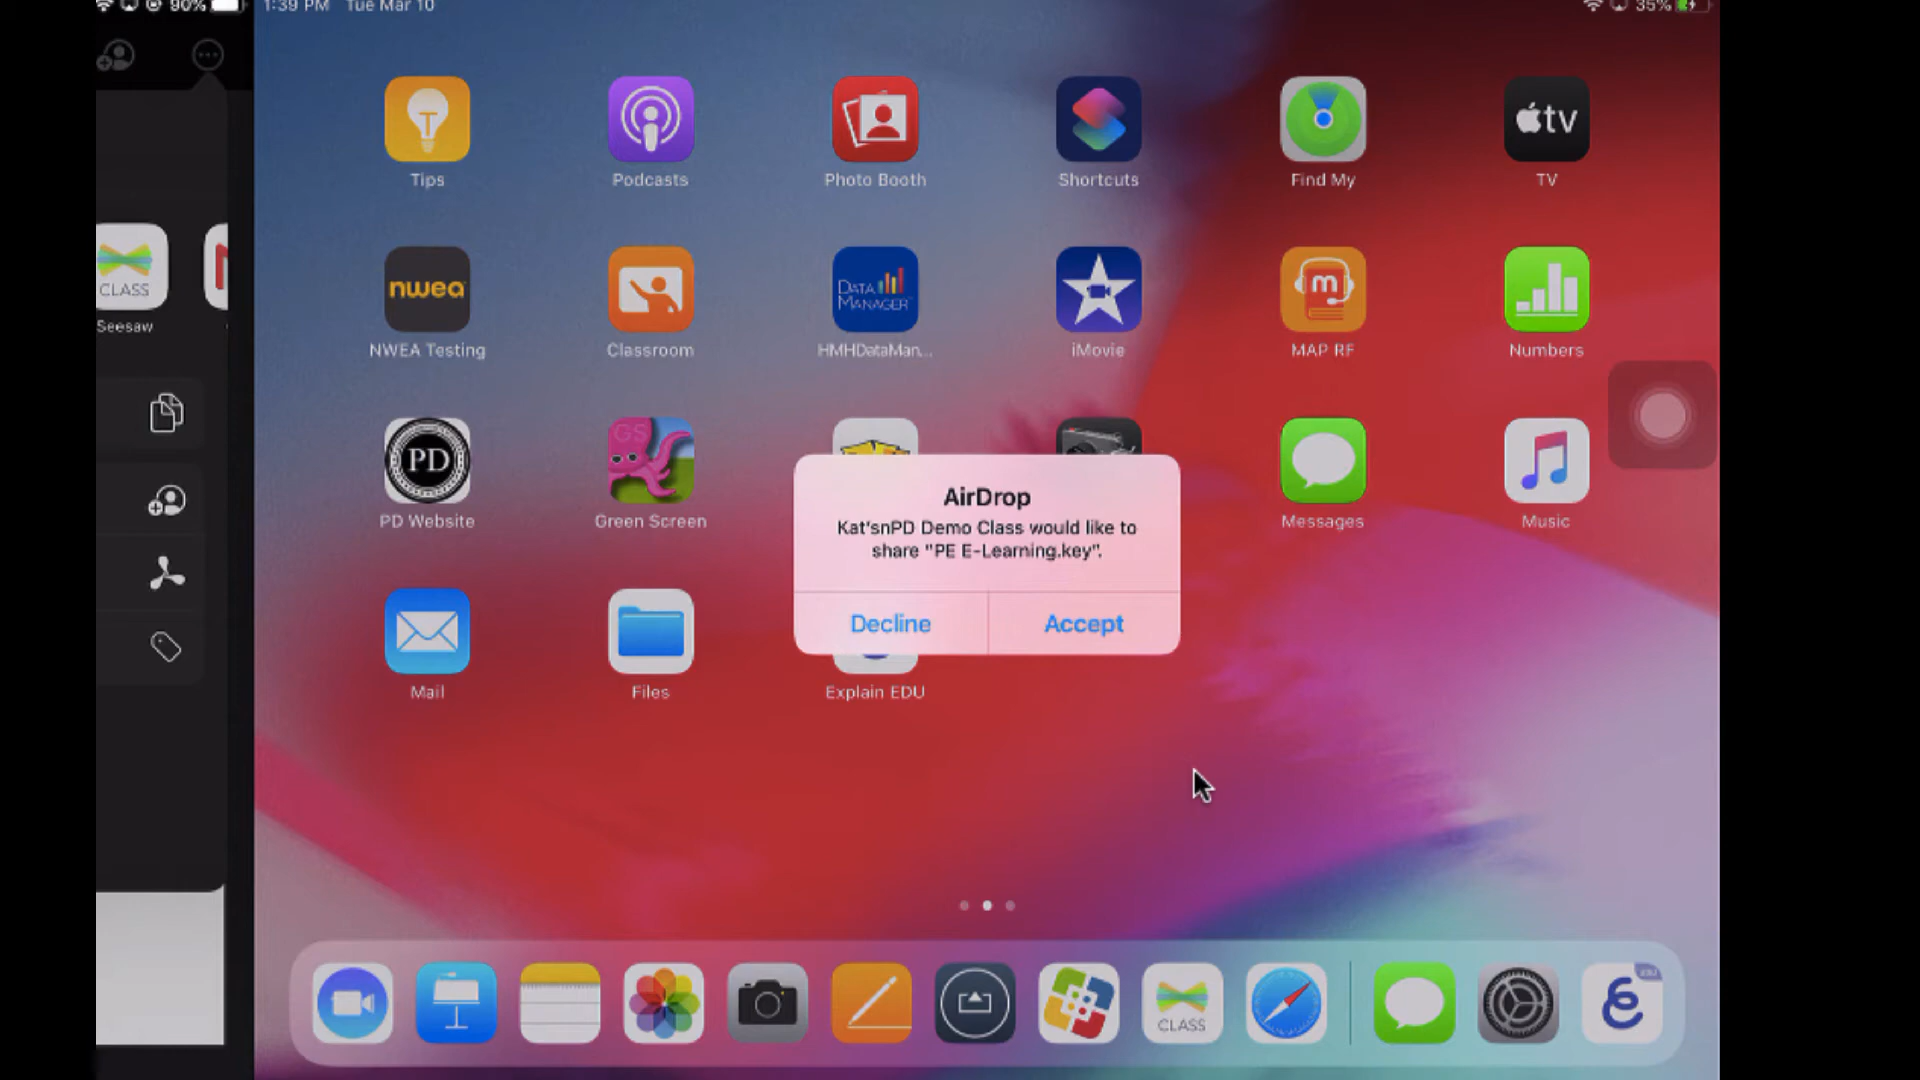 90%
1:39 PM Tue Mar 10
35%
Tips
Podcasts
Photo Booth
Shortcuts
tv
Find My
TV
CLASS
Seesaw
nwea
DATA
MANAGER
m
NWEA Testing
Classroom
HMHDataMan...
iMovie
MAP RF
Numbers
GS
PD
PD Website
Green Screen
Messages
Music
AirDrop
Kat'snPD Demo Class would like to
share "PE E-Learning.key".
Decline
Accept
Mail
Files
Explain EDU
CLASS
EDU